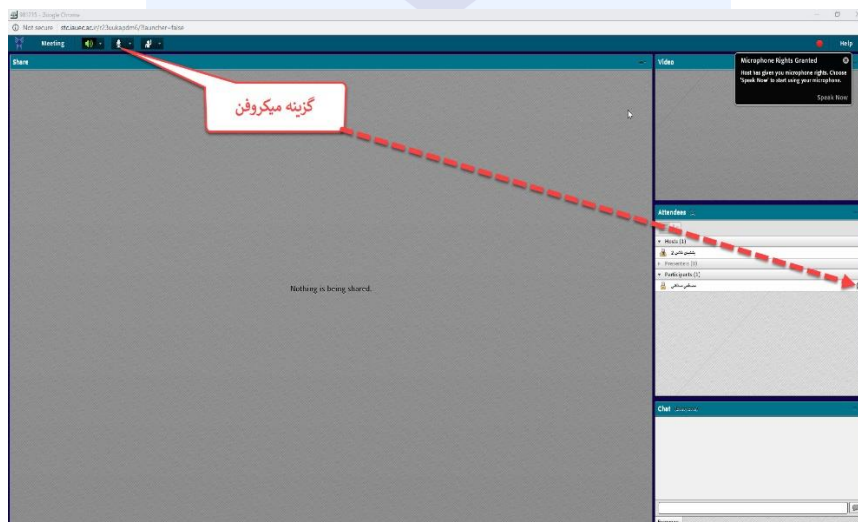 Google Chrome
Not secure
Meeting
Help
Share
Video
Microphone Rights Granted
Host has given you microphone rights. Choose
'Speak Now' to start using your microphone.
Speak Now
گزینه میکروفن
Attendees
Hosts (1)
Presenters (0)
Participants (1)
Nothing is being shared.
Chat